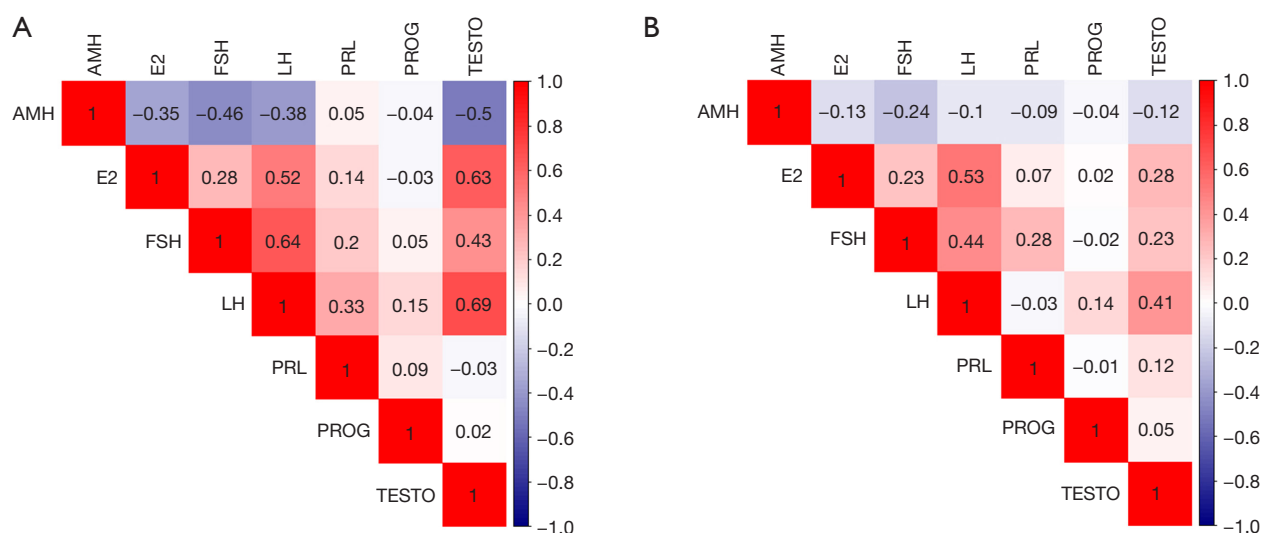 A
AMH E2 FSH LH PRL PROG TESTO
AMH 1 −0.35 −0.46 −0.38 0.05 −0.04 −0.5
E2 1 0.28 0.52 0.14 −0.03 0.63
FSH 1 0.64 0.2 0.05 0.43
LH 1 0.33 0.15 0.69
PRL 1 0.09 −0.03
PROG 1 0.02
TESTO 1
1.0
0.8
0.6
0.4
0.2
0.0
−0.2
−0.4
−0.6
−0.8
−1.0
B
AMH E2 FSH LH PRL PROG TESTO
AMH 1 −0.13 −0.24 −0.1 −0.09 −0.04 −0.12
E2 1 0.23 0.53 0.07 0.02 0.28
FSH 1 0.44 0.28 −0.02 0.23
LH 1 −0.03 0.14 0.41
PRL 1 −0.01 0.12
PROG 1 0.05
TESTO 1
1.0
0.8
0.6
0.4
0.2
0.0
−0.2
−0.4
−0.6
−0.8
−1.0